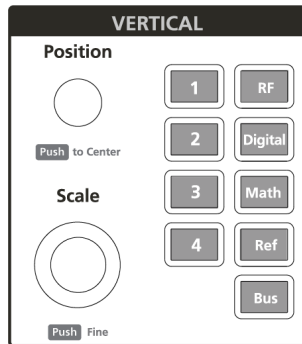 VERTICAL
Position
Push to Center
Scale
Push Fine
1 RF
2 Digital
3 Math
4 Ref
Bus